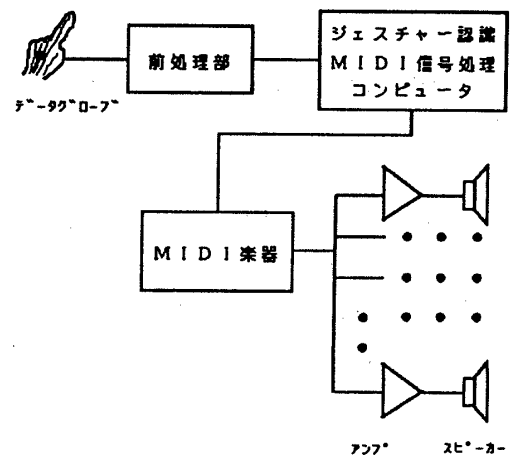 前処理部
ジェスチャー認識
MIDI信号処理
コンピュータ
ﾃﾞｰﾀｸﾞﾛｰﾌﾞ
MIDI楽器
ｱﾝﾌﾟ
ｽﾋﾟｰｶｰ